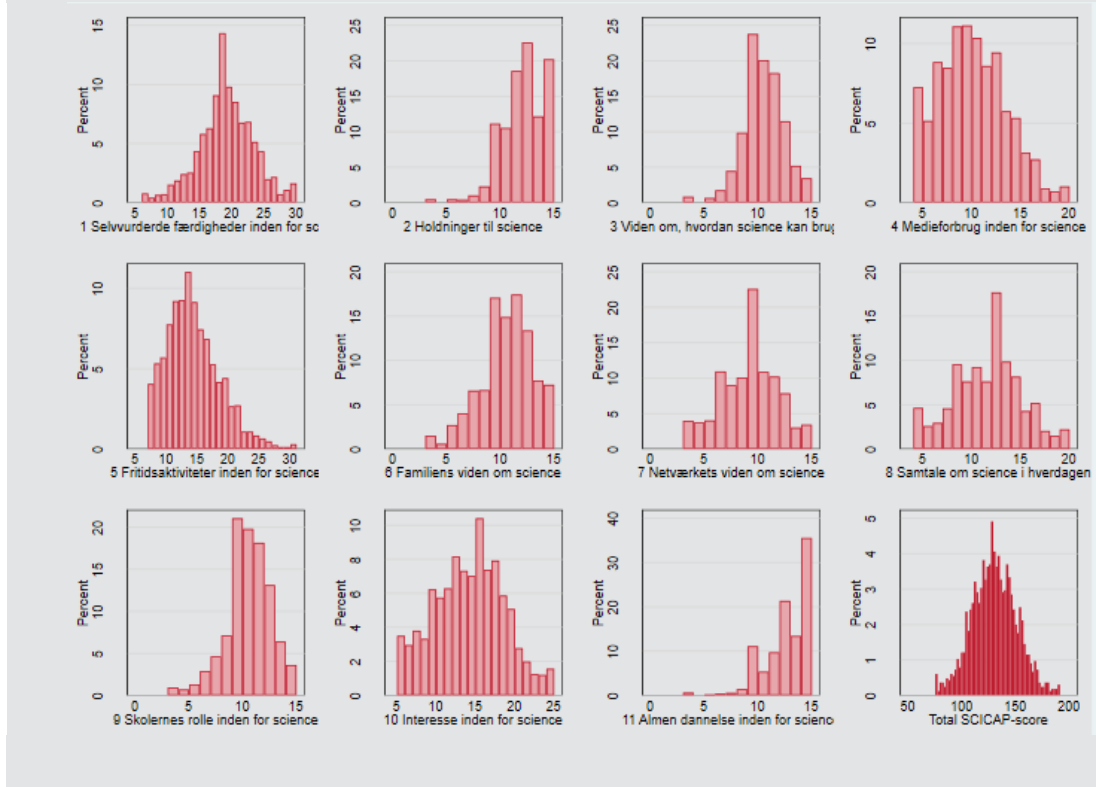 Percent
0 5 10 15
5 10 15 20 25 30
1 Selvvurderde færdigheder inden for sc
Percent
0 5 10 15 20 25
0 5 10 15
2 Holdninger til science
Percent
0 5 10 15 20 25
0 5 10 15
3 Viden om, hvordan science kan brug
Percent
0 5 10
5 10 15 20
4 Medieforbrug inden for science
Percent
0 5 10
5 10 15 20 25 30
5 Fritidsaktiviteter inden for science
Percent
0 5 10 15 20
0 5 10 15
6 Familiens viden om science
Percent
0 5 10 15 20 25
0 5 10 15
7 Netværkets viden om science
Percent
0 5 10 15 20
5 10 15 20
8 Samtale om science i hverdagen
Percent
0 5 10 15 20
0 5 10 15
9 Skolernes rolle inden for science
Percent
0 2 4 6 8 10
5 10 15 20 25
10 Interesse inden for science
Percent
0 10 20 30 40
0 5 10 15
11 Almen dannelse inden for scienc
Percent
0 1 2 3 4 5
50 100 150 200
Total SCICAP-score